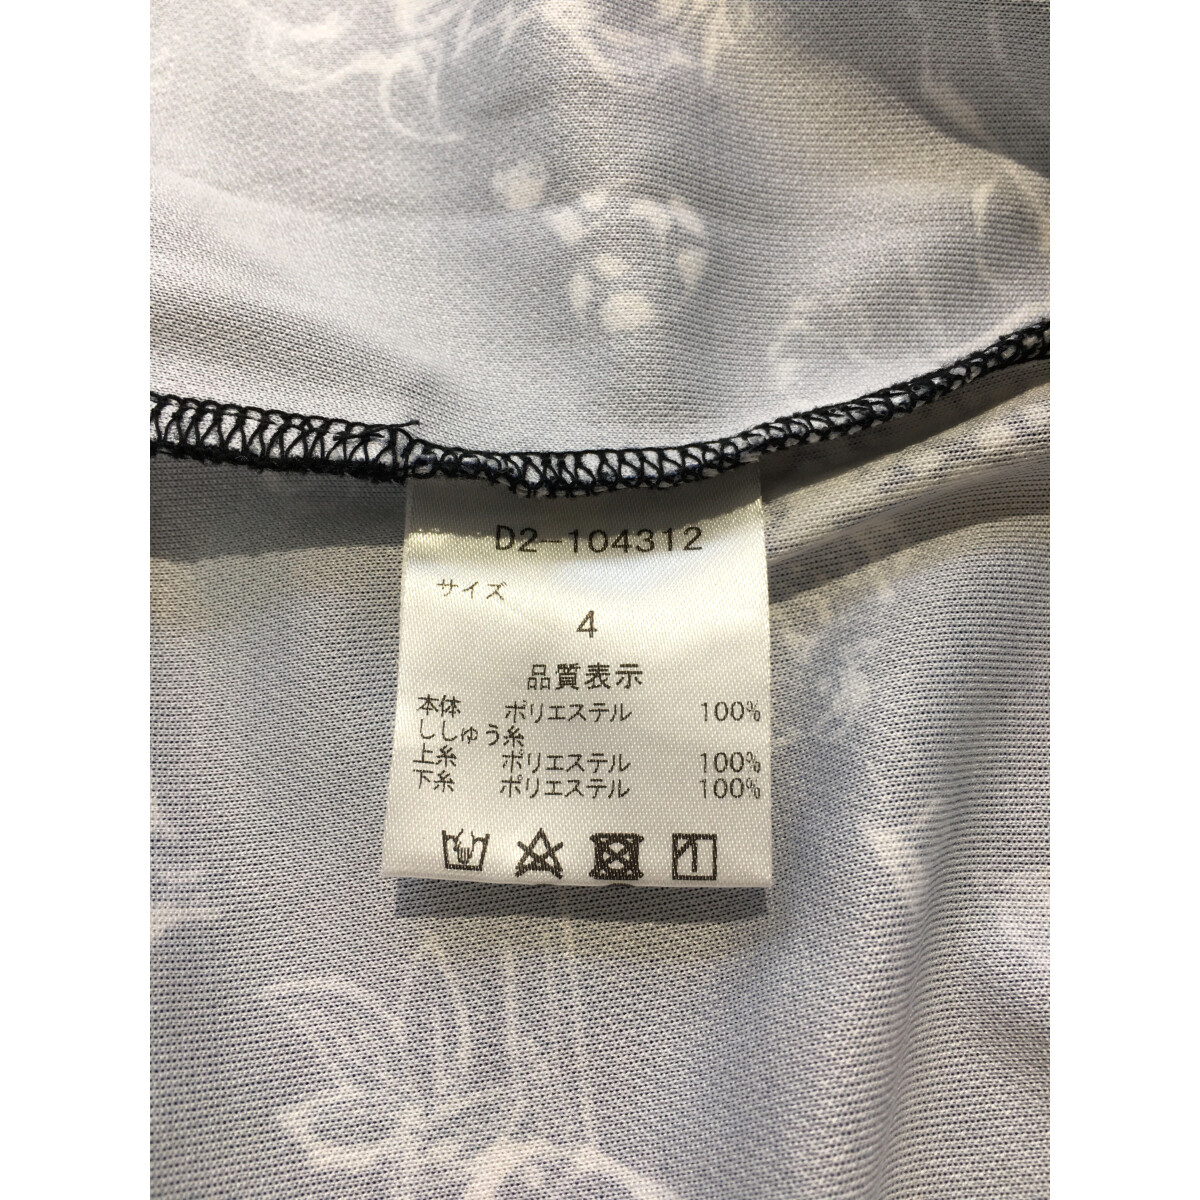 D2-104312
サイズ
4
品質表示
本体 ポリエステル 100%
ししゅう糸
上糸 ポリエステル 100%
下糸 ポリエステル 100%